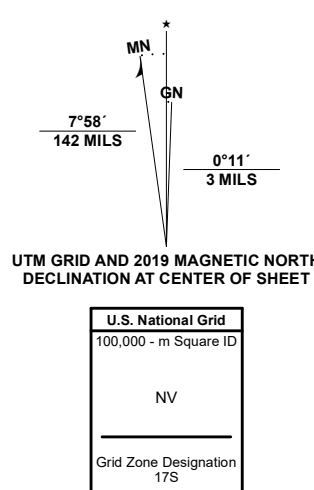 MN
GN
7°58´
142 MILS
0°11´
3 MILS
UTM GRID AND 2019 MAGNETIC NORTH
DECLINATION AT CENTER OF SHEET
U.S. National Grid
100,000 - m Square ID
NV
Grid Zone Designation
17S